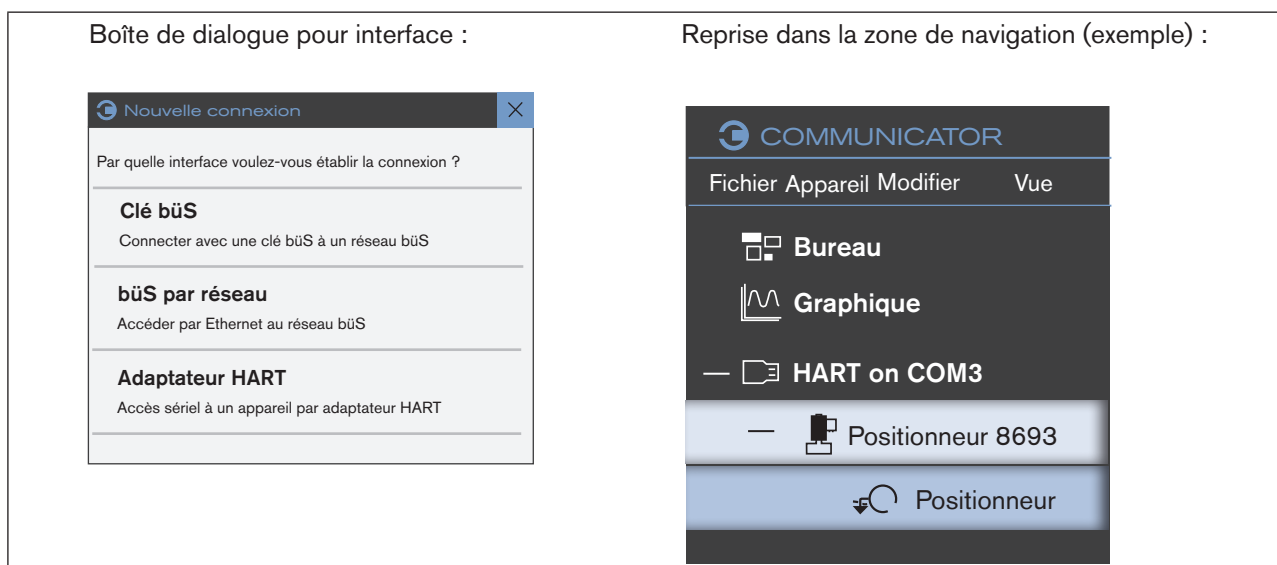 Boîte de dialogue pour interface :
Nouvelle connexion
Par quelle interface voulez-vous établir la connexion ?
Clé büS
Connecter avec une clé büS à un réseau büS
büS par réseau
Accéder par Ethernet au réseau büS
Adaptateur HART
Accès sériel à un appareil par adaptateur HART
Reprise dans la zone de navigation (exemple) :
COMMUNICATOR
Fichier Appareil Modifier Vue
Bureau
Graphique
HART on COM3
Positionneur 8693
Positionneur